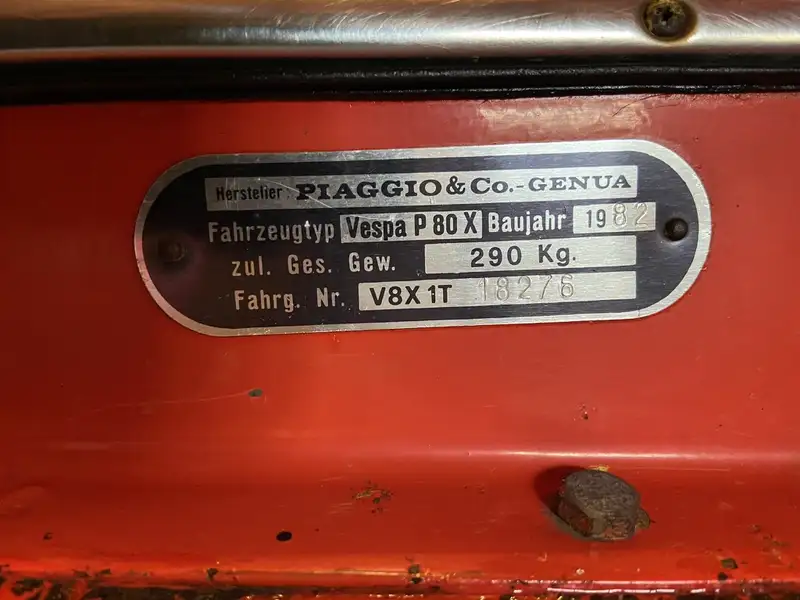 Hersteller: PIAGGIO & Co.-GENUA
Fahrzeugtyp Vespa P 80 X Baujahr 1982
zul. Ges. Gew. 290 Kg.
Fahrg. Nr. V8X 1T 18276